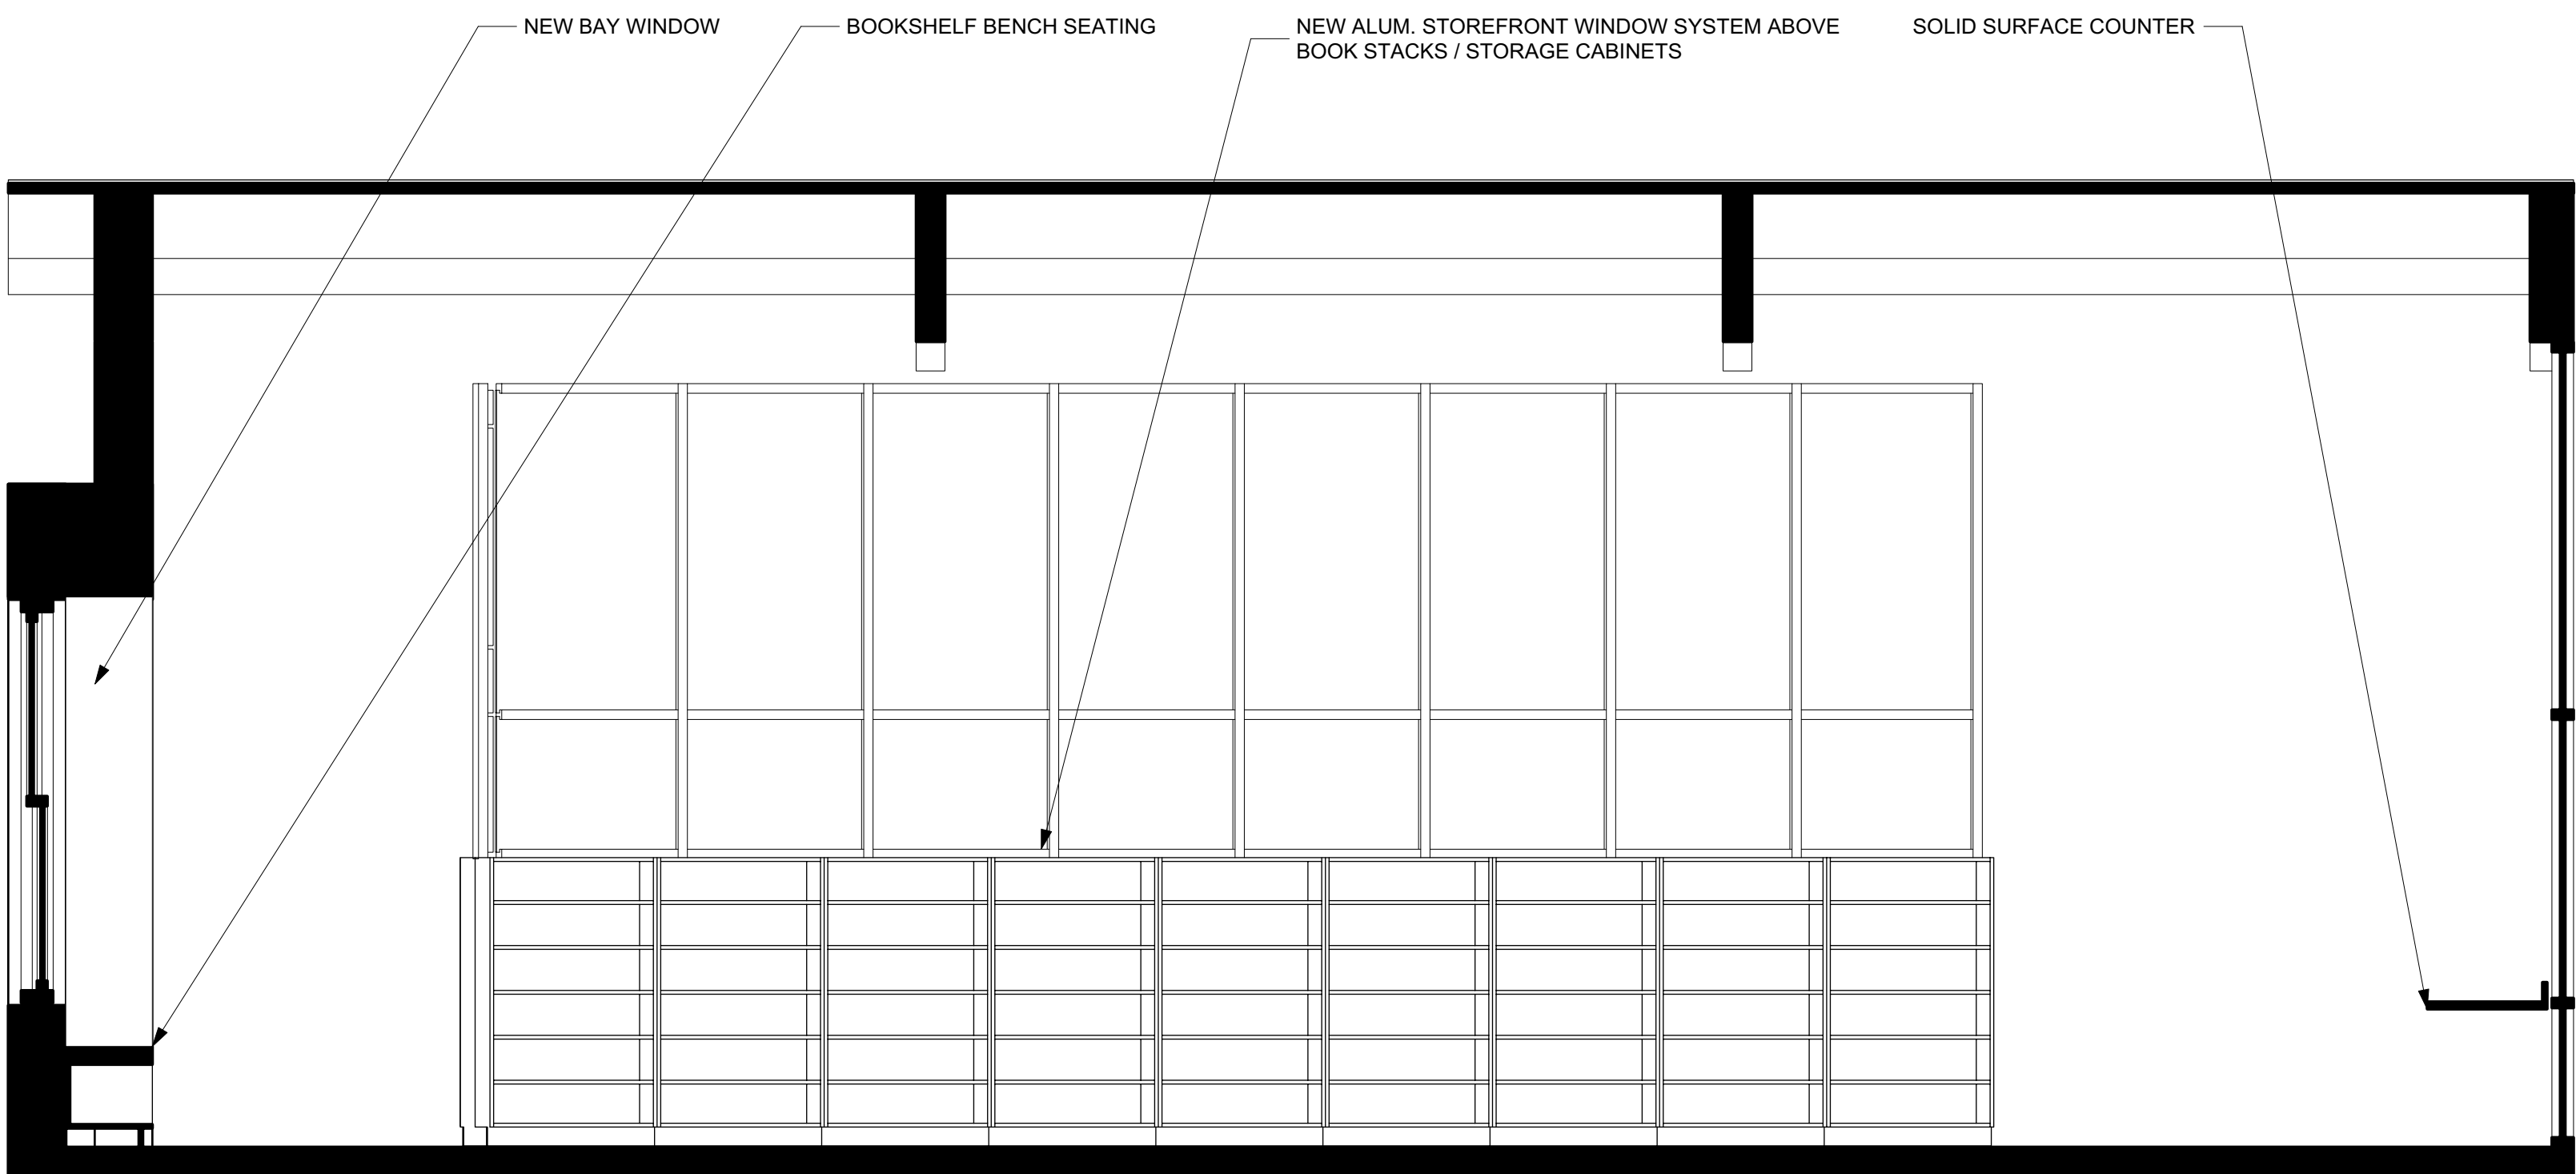 NEW BAY WINDOW
BOOKSHELF BENCH SEATING
NEW ALUM. STOREFRONT WINDOW SYSTEM ABOVE
BOOK STACKS / STORAGE CABINETS
SOLID SURFACE COUNTER